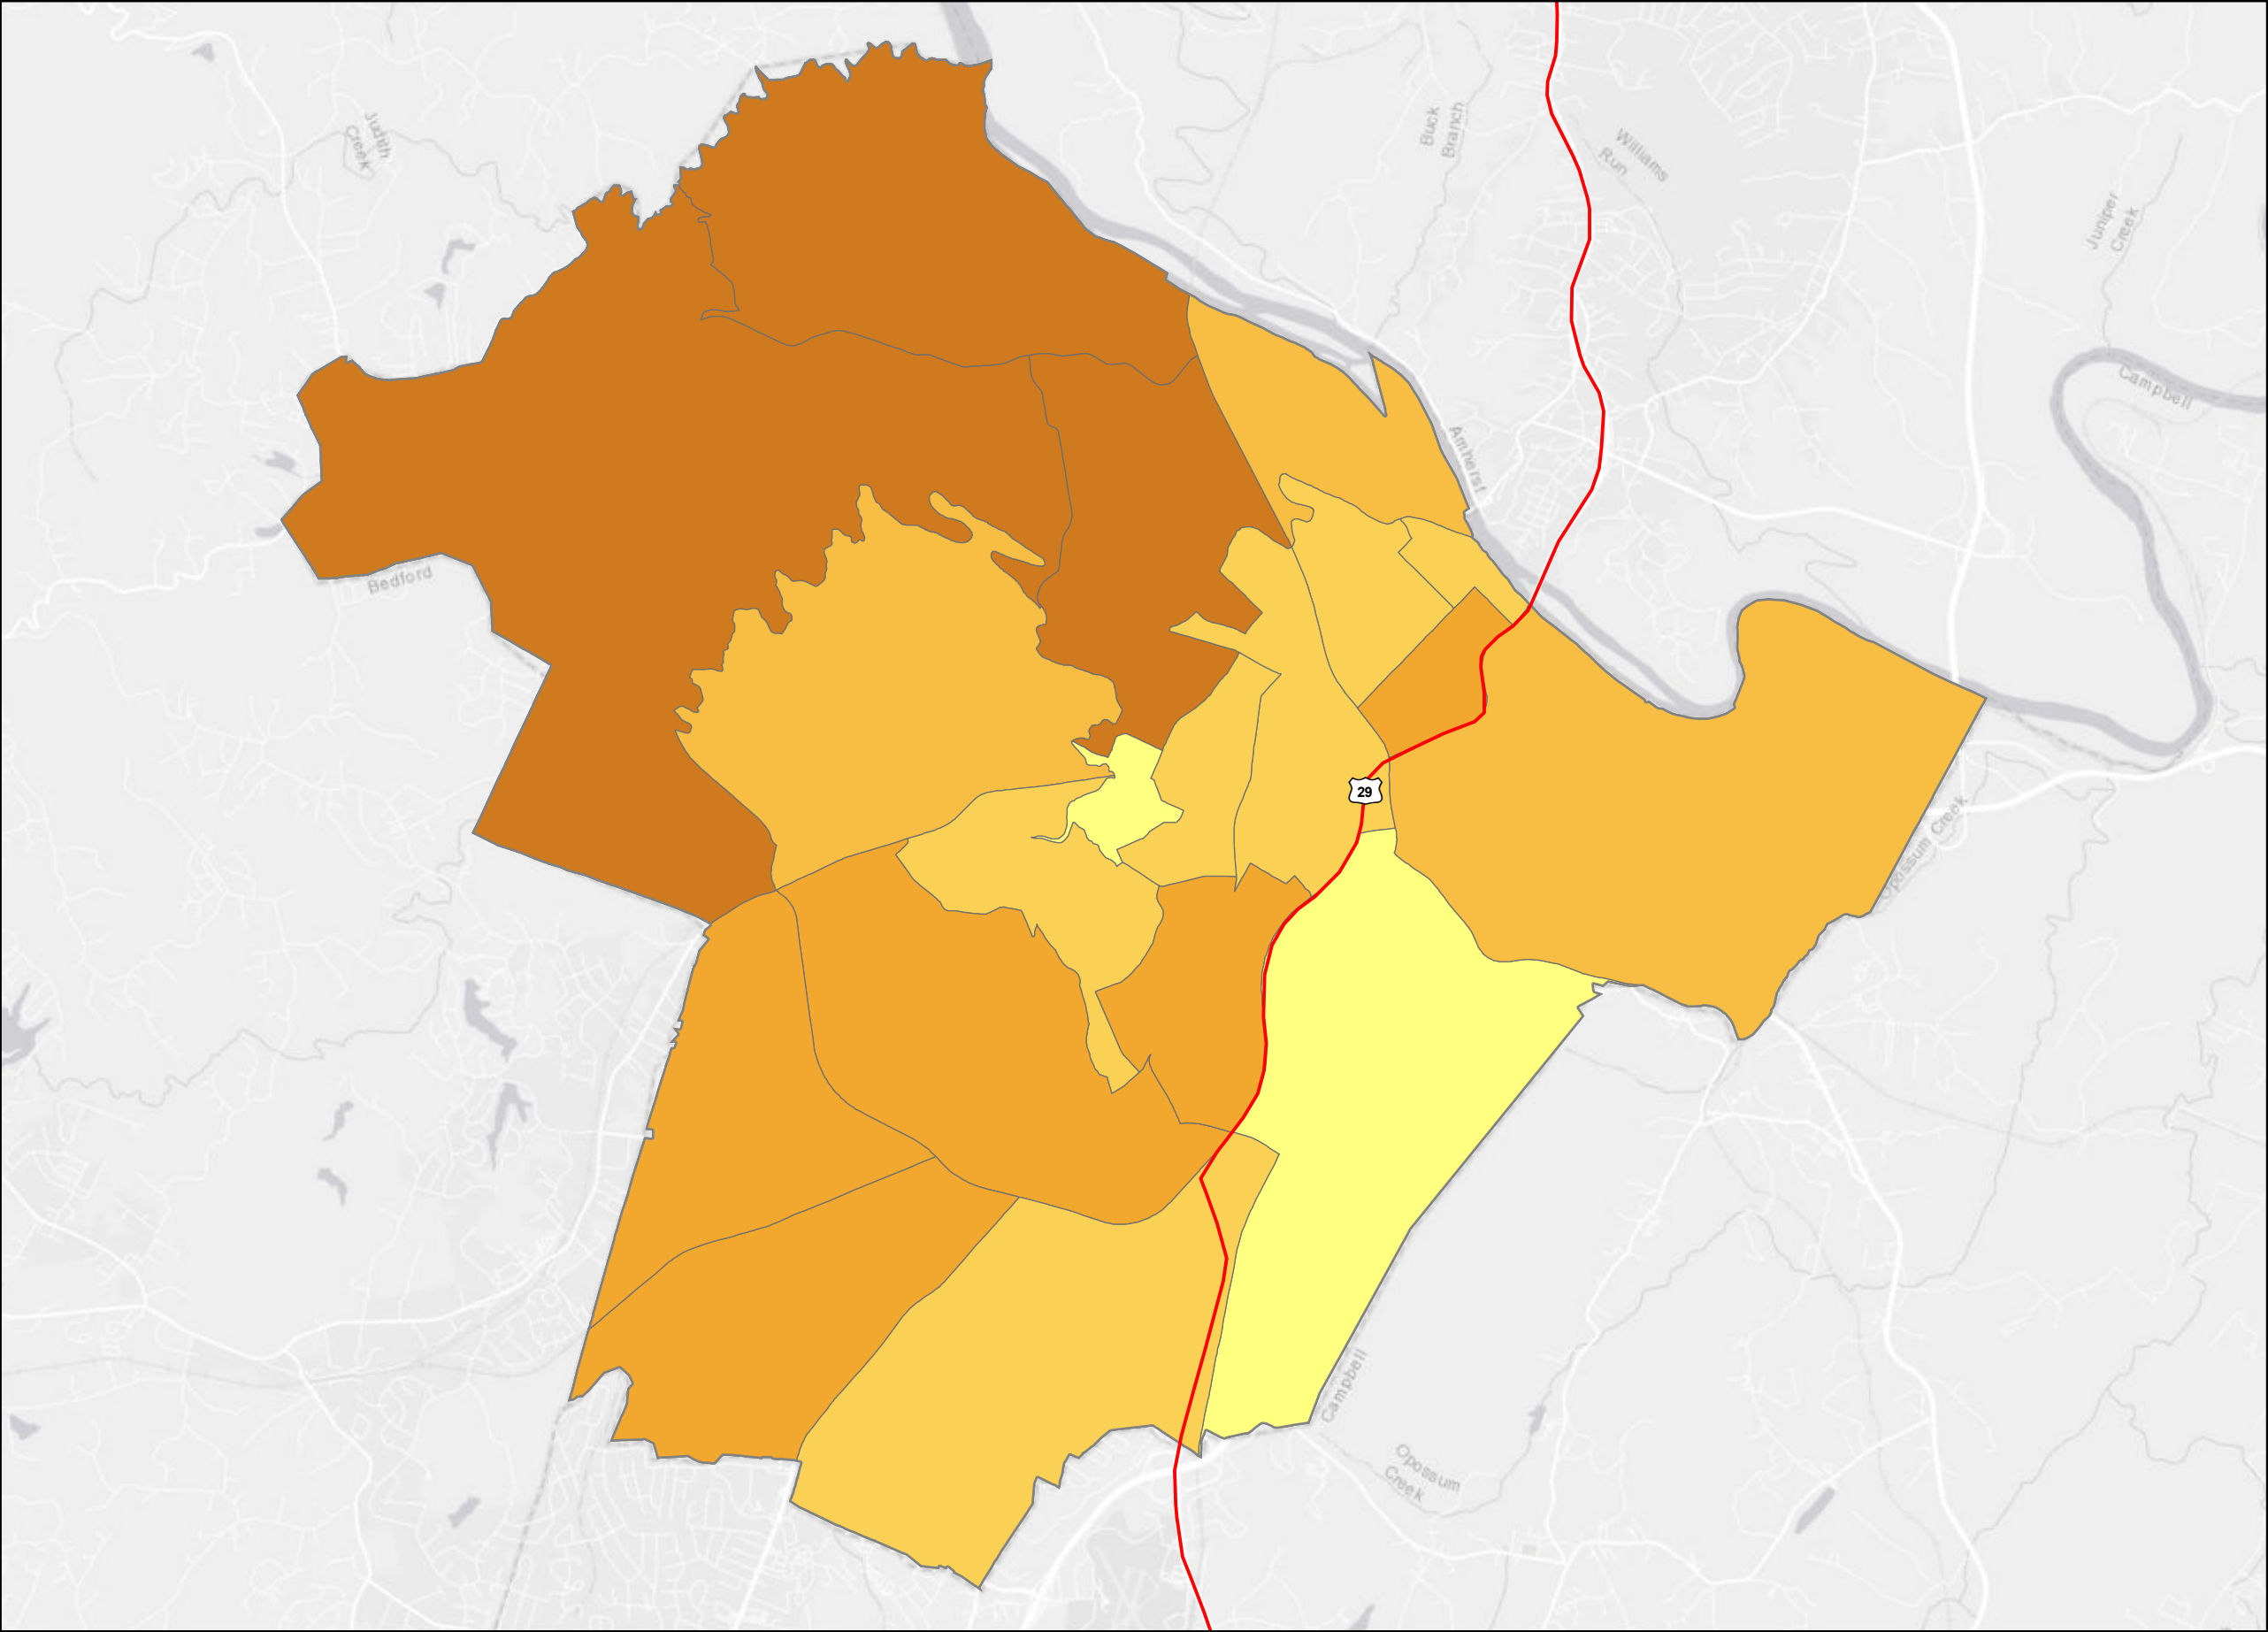 Judith
Creek
Buck
Branch
Williams
Run
Juniper
Creek
Campbell
Amherst
Bedford
29
Opossum Creek
Campbell
Opossum
Creek